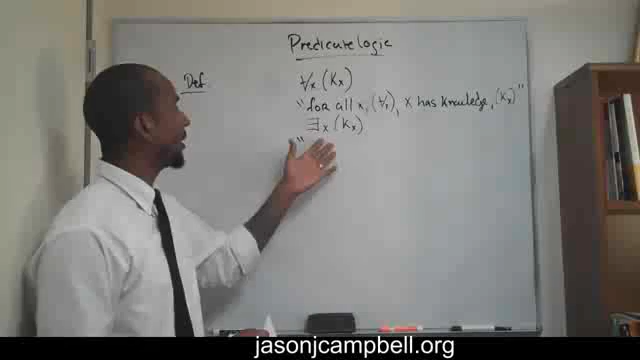 Predicate logic
Def.
∀x (Kx)
"for all x, (∀x), x has knowledge, (Kx)"
∃x (Kx)
"
jasonjcampbell.org